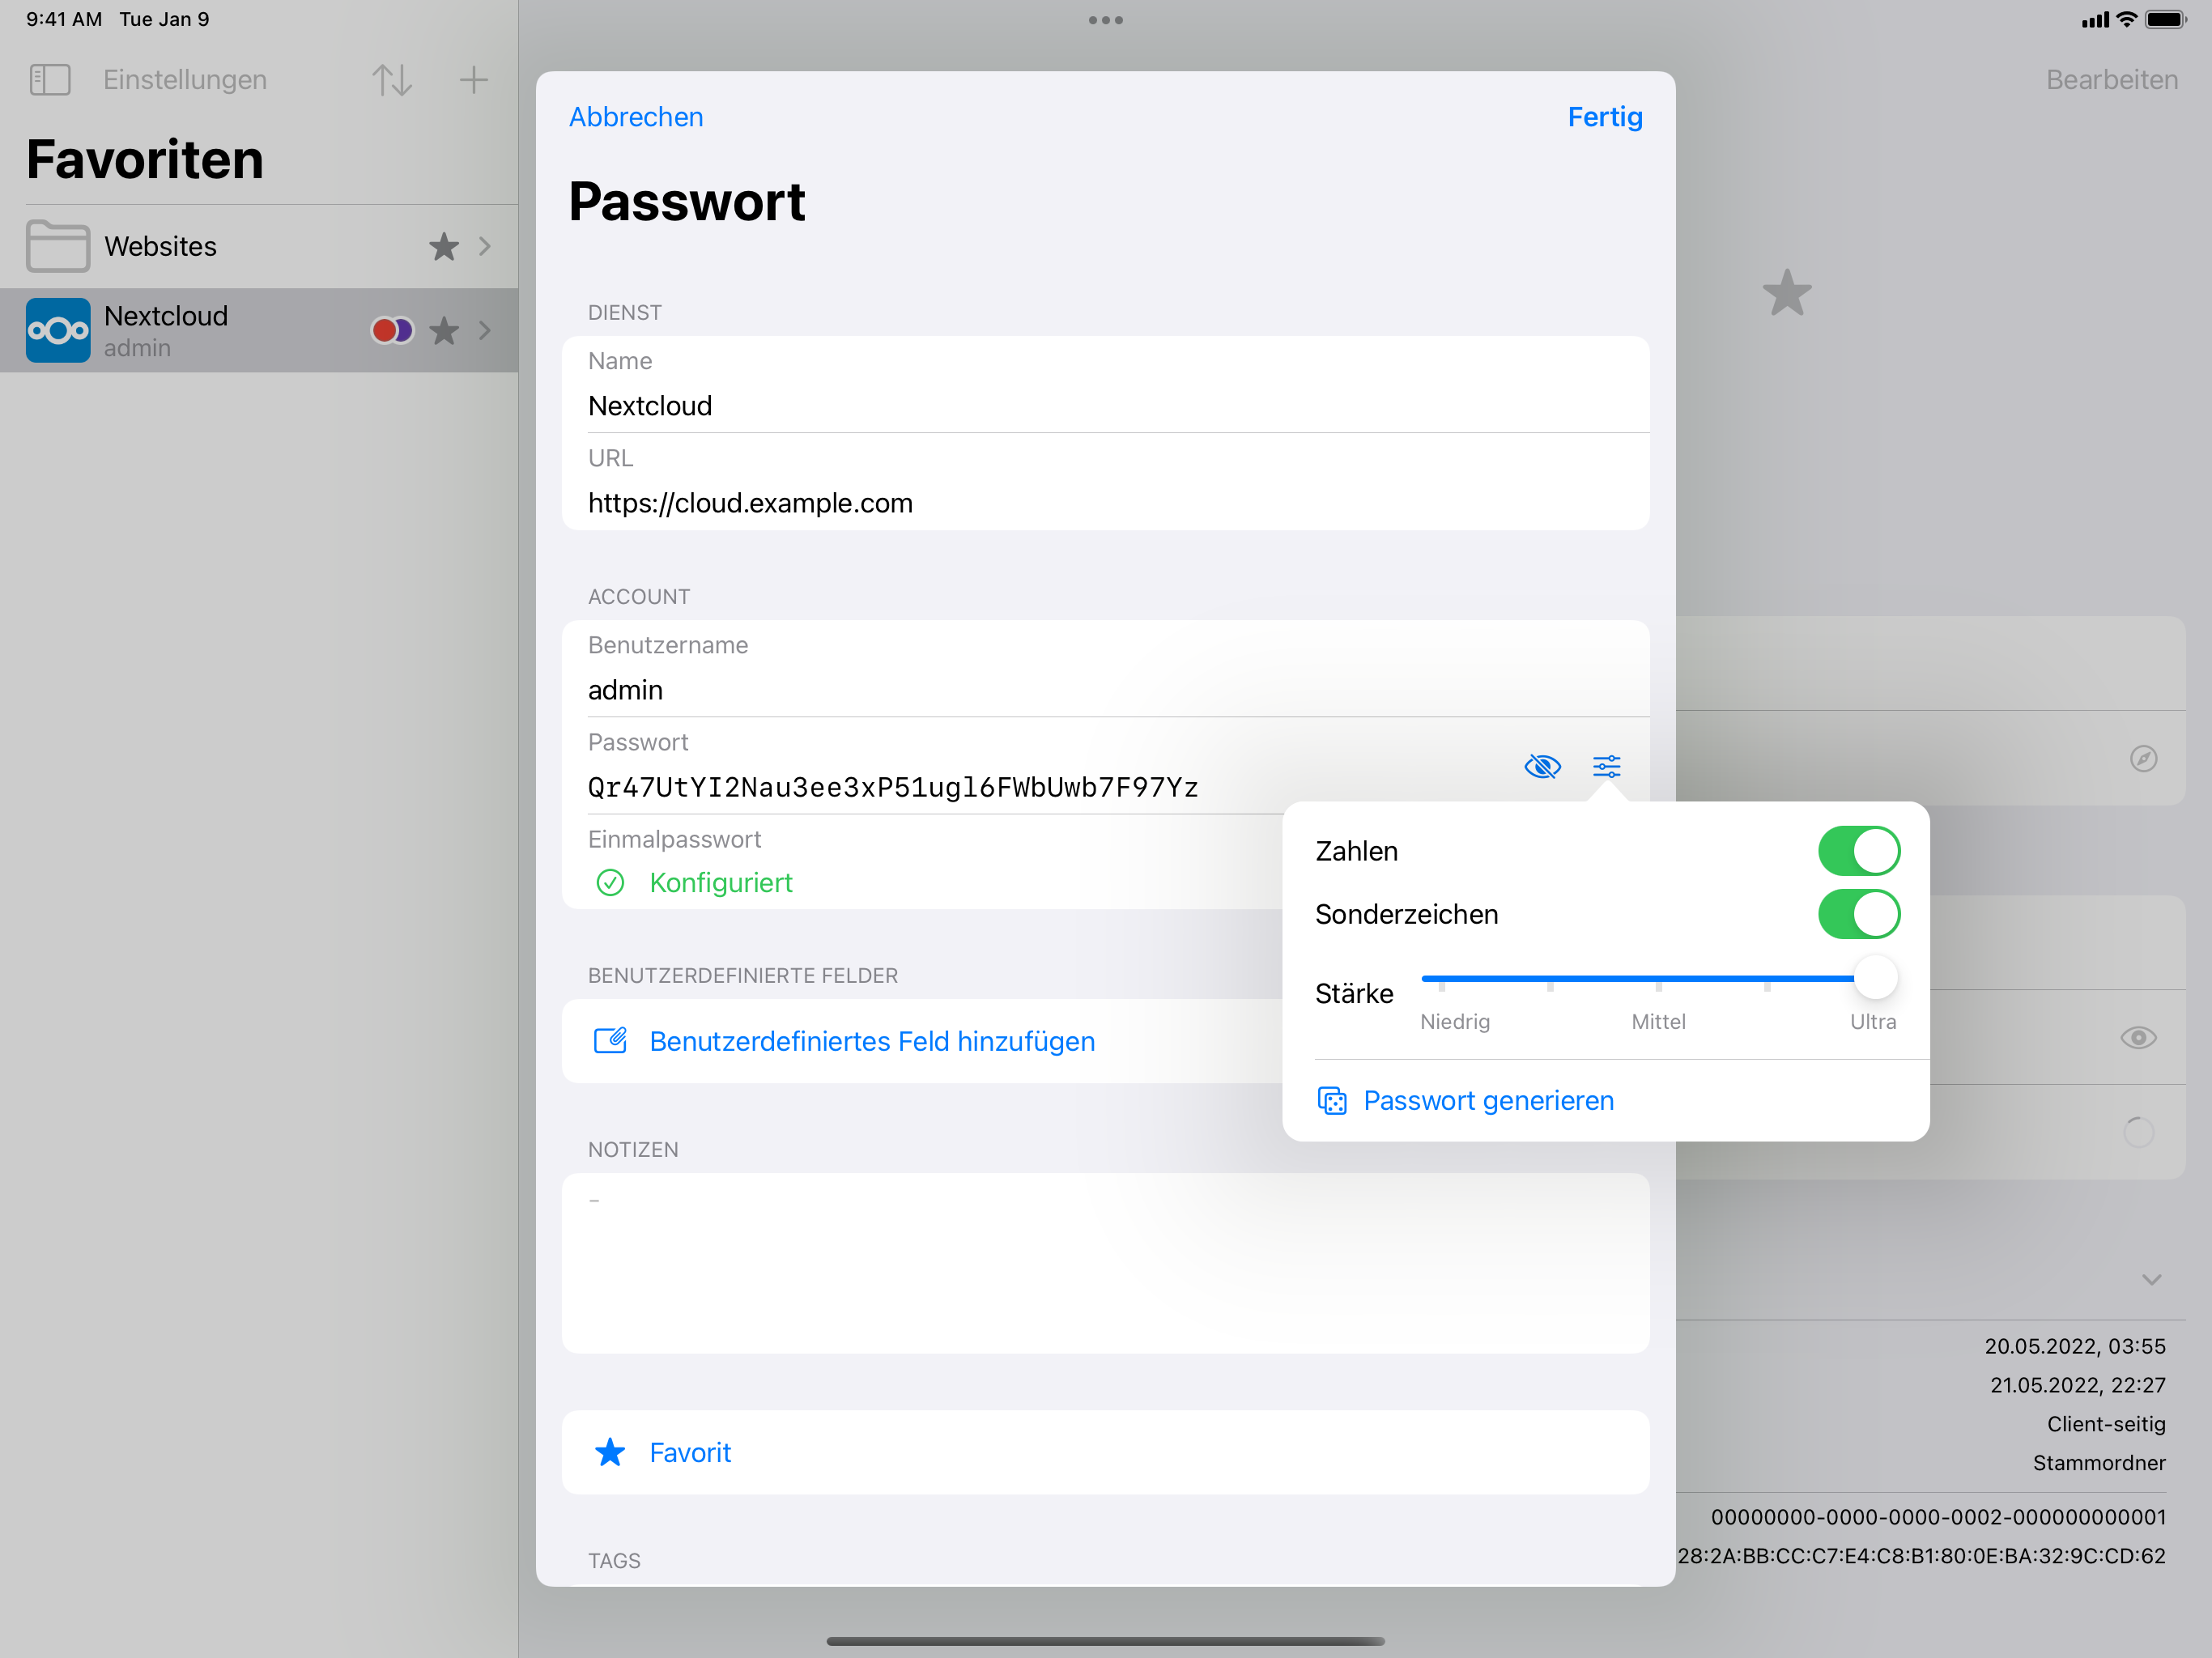 9:41 AM Tue Jan 9
Einstellungen
Favoriten
Websites
Nextcloud
admin
Bearbeiten
Abbrechen
Fertig
Passwort
DIENST
Name
Nextcloud
URL
https://cloud.example.com
ACCOUNT
Benutzername
admin
Passwort
Qr47UtYI2Nau3ee3xP51ugl6FWbUwb7F97Yz
Einmalpasswort
Konfiguriert
Zahlen
Sonderzeichen
Stärke
Niedrig Mittel Ultra
Passwort generieren
BENUTZERDEFINIERTE FELDER
Benutzerdefiniertes Feld hinzufügen
NOTIZEN
-
Favorit
TAGS
20.05.2022, 03:55
21.05.2022, 22:27
Client-seitig
Stammordner
00000000-0000-0000-0002-000000000001
28:2A:BB:CC:C7:E4:C8:B1:80:0E:BA:32:9C:CD:62